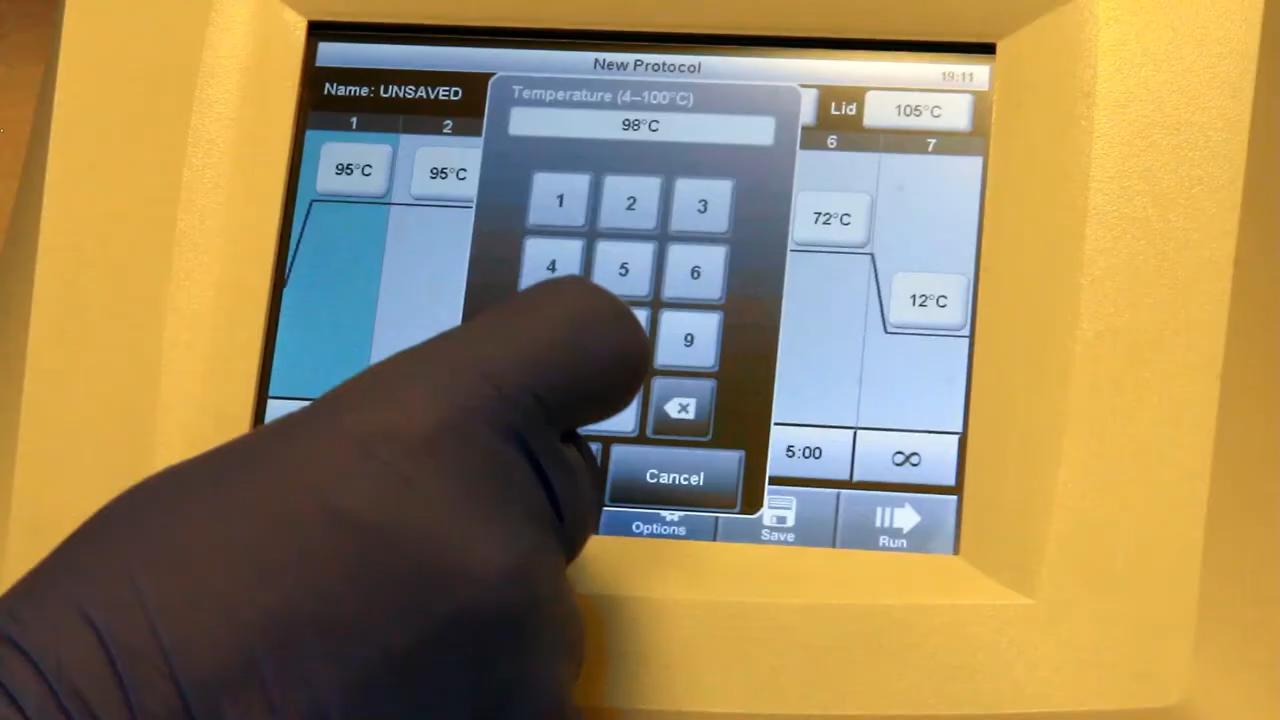 New Protocol
19:11
Name: UNSAVED
Temperature (4–100°C)
98°C
Lid
105°C
1
2
6
7
95°C
95°C
72°C
12°C
1
2
3
4
5
6
9
5:00
∞
Cancel
Options
Save
Run